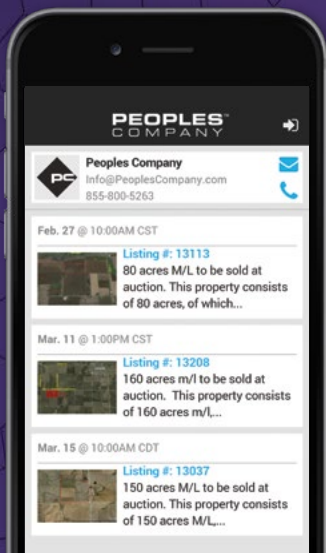 PEOPLES™
COMPANY
PC
Peoples Company
Info@PeoplesCompany.com
855-800-5263
Feb. 27 @ 10:00AM CST
Listing #: 13113
80 acres M/L to be sold at
auction. This property consists
of 80 acres, of which...
Mar. 11 @ 1:00PM CST
Listing #: 13208
160 acres m/l to be sold at
auction.  This property consists
of 160 acres m/l,...
Mar. 15 @ 10:00AM CDT
Listing #: 13037
150 acres M/L to be sold at
auction. This property consists
of 150 acres M/L,...